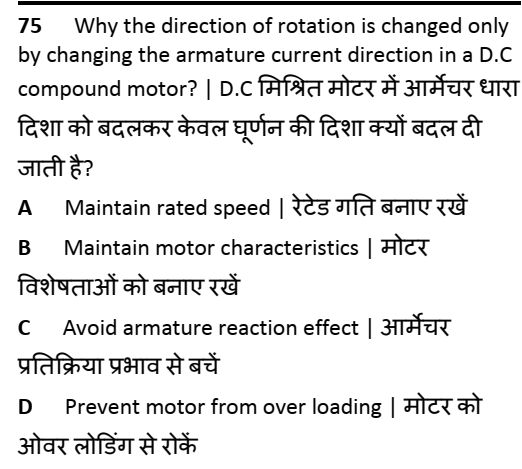 75 Why the direction of rotation is changed only
by changing the armature current direction in a D.C
compound motor? | D.C मिश्रित मोटर में आर्मेचर धारा
दिशा को बदलकर केवल घूर्णन की दिशा क्यों बदल दी
जाती है?
A Maintain rated speed | रेटेड गति बनाए रखें
B Maintain motor characteristics | मोटर
विशेषताओं को बनाए रखें
C Avoid armature reaction effect | आर्मेचर
प्रतिक्रिया प्रभाव से बचें
D Prevent motor from over loading | मोटर को
ओवर लोडिंग से रोकें